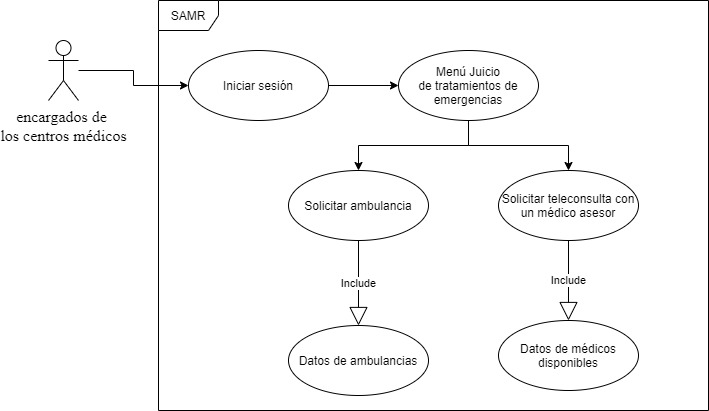 SAMR
Iniciar sesión
Menú Juicio
de tratamientos de
emergencias
encargados de
los centros médicos
Solicitar ambulancia
Solicitar teleconsulta con
un médico asesor
Include
Include
Datos de ambulancias
Datos de médicos
disponibles